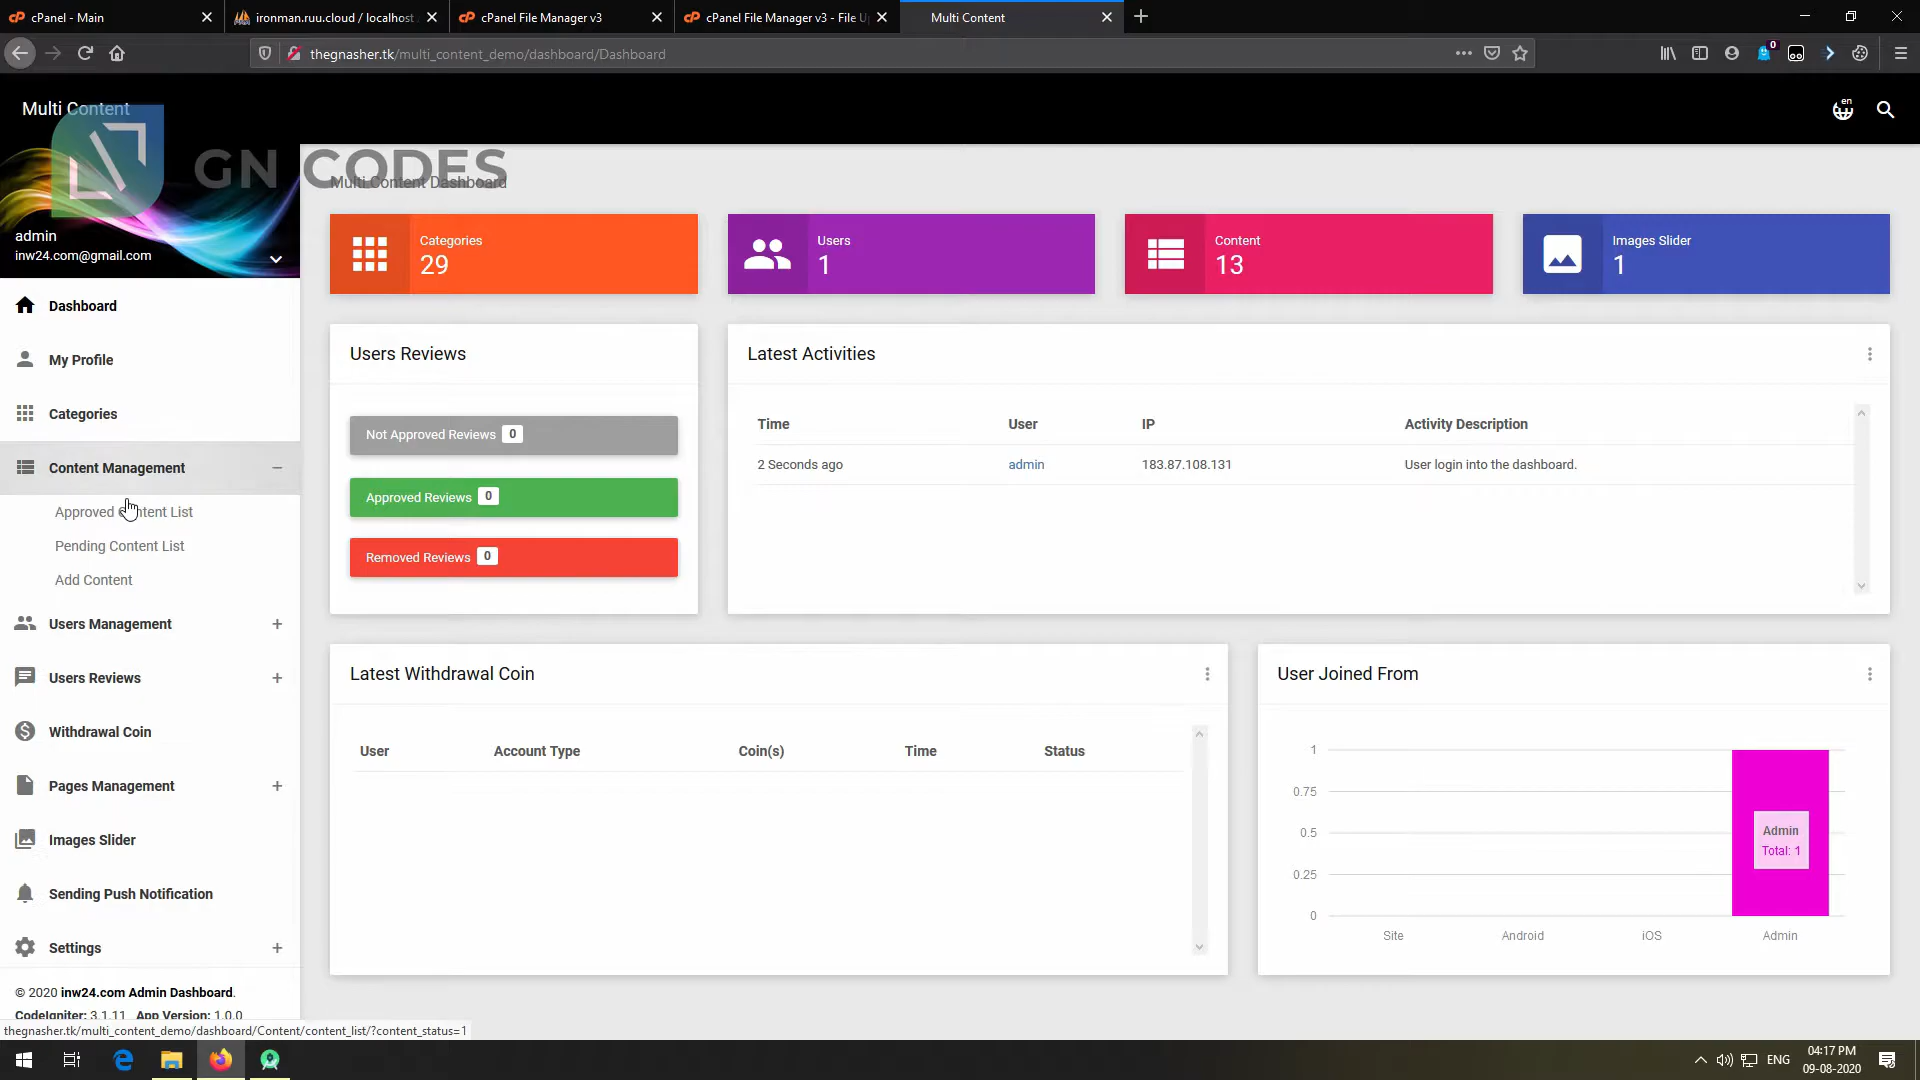 cPanel - Main
ironman.ruu.cloud / localhost
cPanel File Manager v3
cPanel File Manager v3 - File U
Multi Content
thegnasher.tk/multi_content_demo/dashboard/Dashboard
0
Multi Content
en
GN CODES
Multi Content Dashboard
admin
inw24.com@gmail.com
Dashboard
My Profile
Categories
Content Management
Approved Content List
Pending Content List
Add Content
Users Management
Users Reviews
Withdrawal Coin
Pages Management
Images Slider
Sending Push Notification
Settings
© 2020 inw24.com Admin Dashboard.
CodeIgniter: 3.1.11 App Version: 1.0.0
Categories
29
Users
1
Content
13
Images Slider
1
Users Reviews
Not Approved Reviews 0
Approved Reviews 0
Removed Reviews 0
Latest Activities
Time User IP Activity Description
2 Seconds ago admin 183.87.108.131 User login into the dashboard.
Latest Withdrawal Coin
User Account Type Coin(s) Time Status
User Joined From
1
0.75
0.5
0.25
0
Admin
Total: 1
Site Android iOS Admin
thegnasher.tk/multi_content_demo/dashboard/Content/content_list/?content_status=1
ENG
04:17 PM
09-08-2020